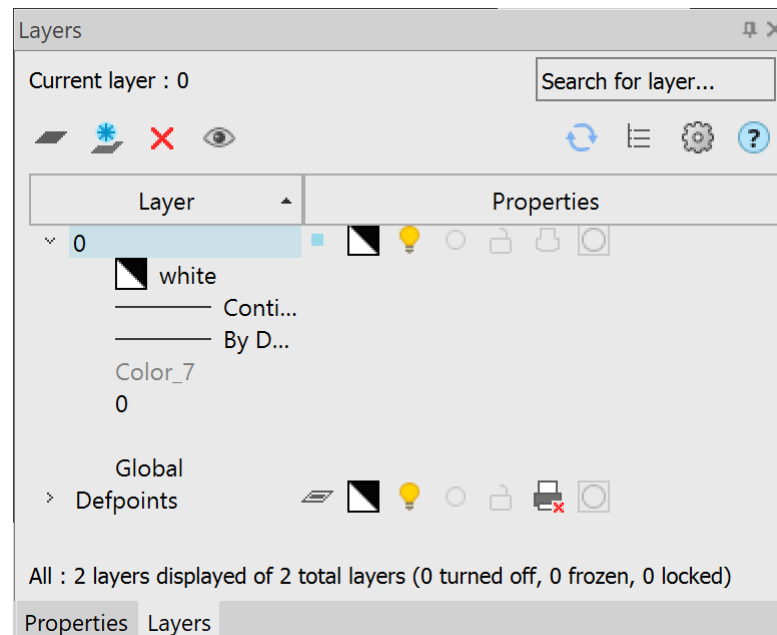 Layers
Current layer : 0
Search for layer...
?
Layer
Properties
0
white
Conti...
By D...
Color_7
0
Global
Defpoints
All : 2 layers displayed of 2 total layers (0 turned off, 0 frozen, 0 locked)
Properties Layers